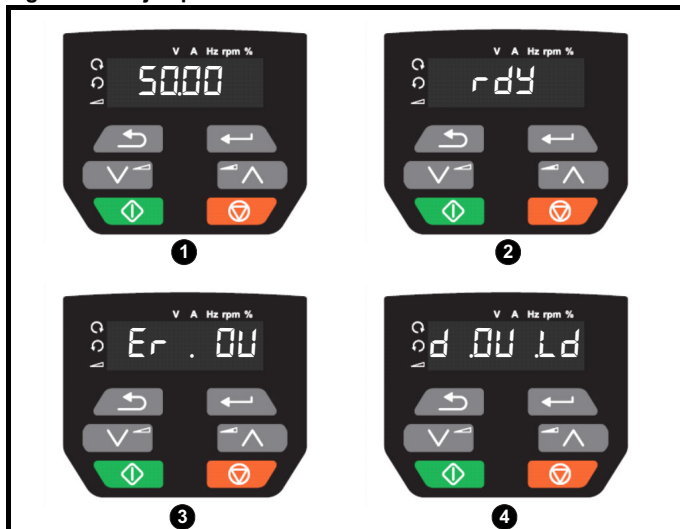 V A Hz rpm %
50.00
1
V A Hz rpm %
rdy
2
V A Hz rpm %
Er . OU
3
V A Hz rpm %
d .OU .Ld
4